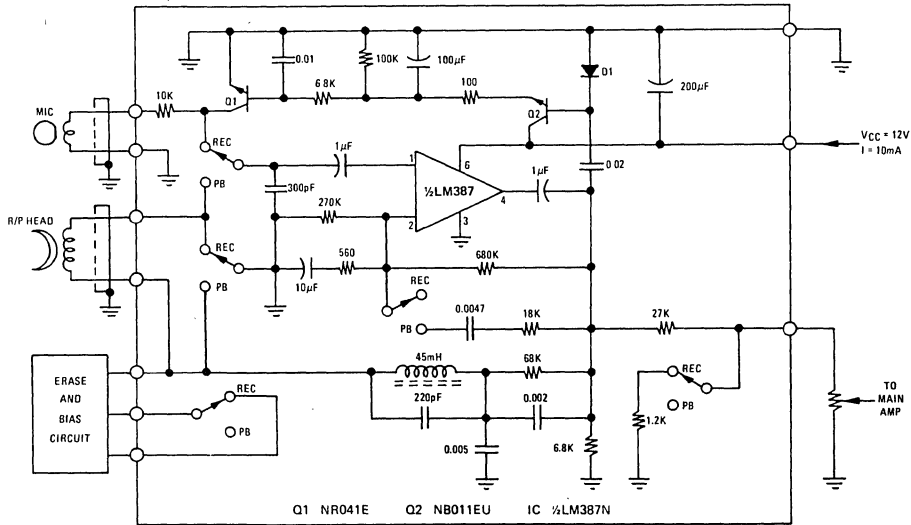 0.01
100K
100µF
D1
200µF
6.8K
100
Q1
Q2
MIC
10K
VCC = 12V
I = 10mA
REC
1µF
1
6
½LM387
1µF
0.02
PB
300pF
4
270K
2
3
R/P HEAD
REC
560
680K
10µF
PB
REC
0.0047
18K
27K
PB
45mH
68K
REC
ERASE
AND
BIAS
CIRCUIT
REC
220pF
0.002
PB
TO
MAIN
AMP
PB
1.2K
0.005
6.8K
Q1 NR041E Q2 NB011EU IC ½LM387N